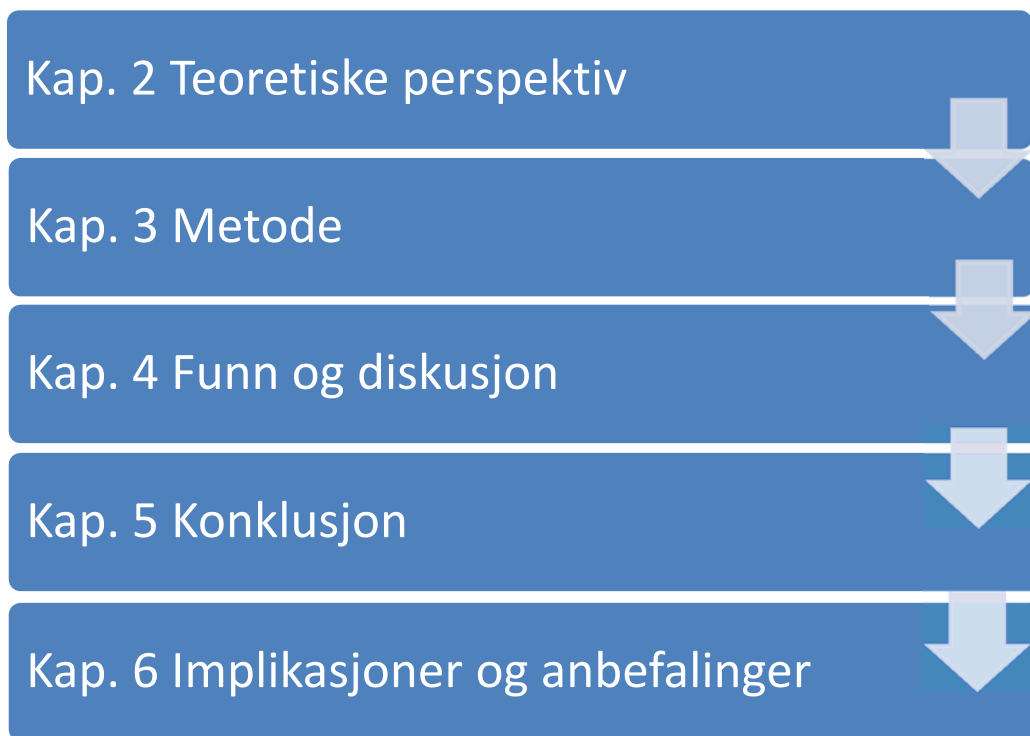 Kap. 2 Teoretiske perspektiv
Kap. 3 Metode
Kap. 4 Funn og diskusjon
Kap. 5 Konklusjon
Kap. 6 Implikasjoner og anbefalinger